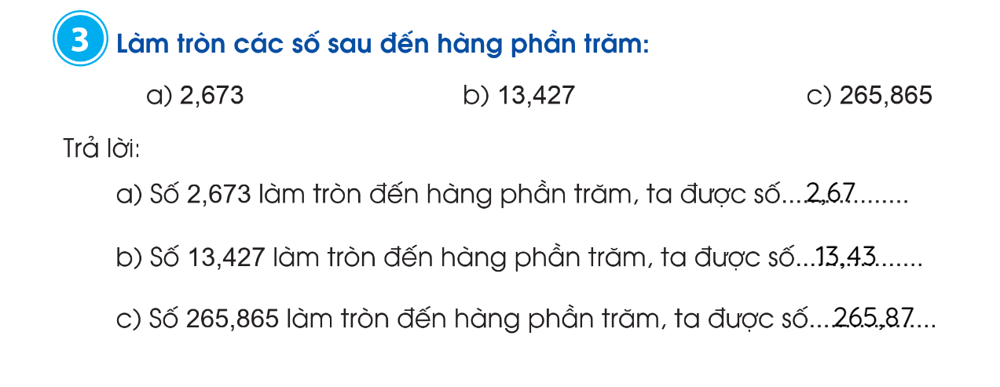 3 Làm tròn các số sau đến hàng phần trăm:
a) 2,673 b) 13,427 c) 265,865
Trả lời:
a) Số 2,673 làm tròn đến hàng phần trăm, ta được số....2,67..........
b) Số 13,427 làm tròn đến hàng phần trăm, ta được số...13,43.......
c) Số 265,865 làm tròn đến hàng phần trăm, ta được số....265,87....